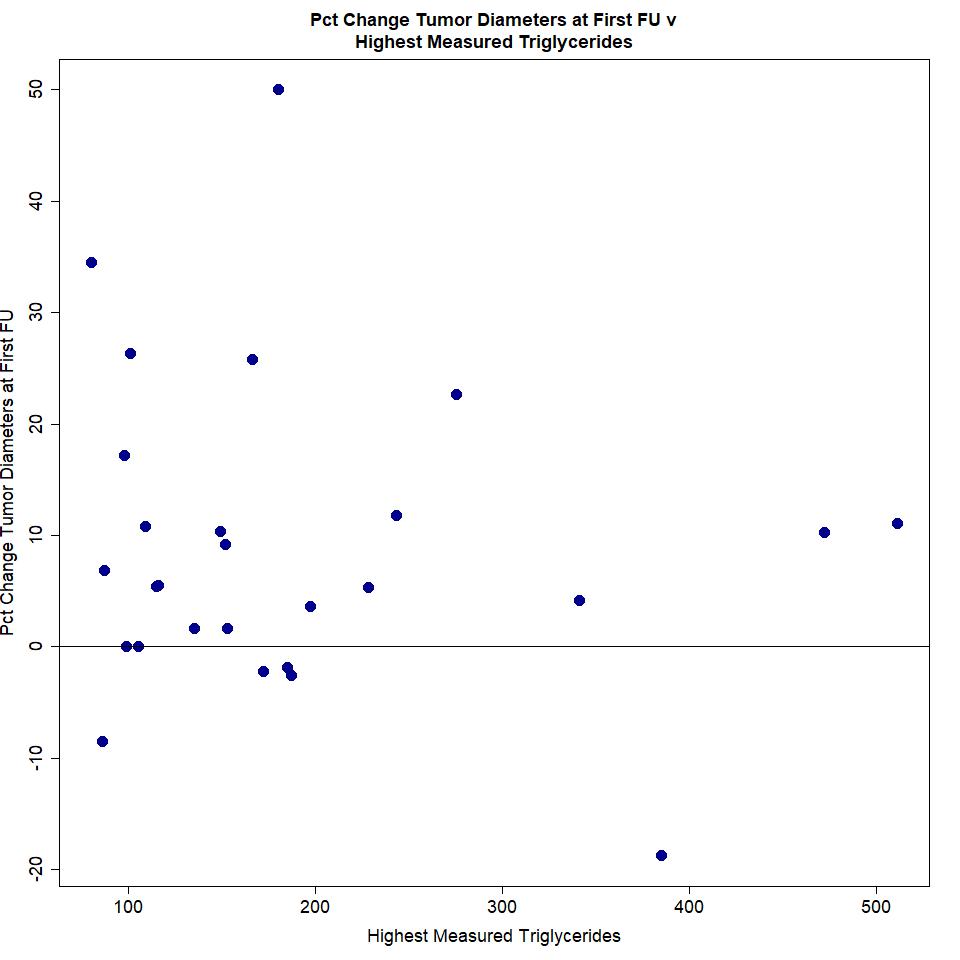 Pct Change Tumor Diameters at First FU v
Highest Measured Triglycerides
Pct Change Tumor Diameters at First FU
50
40
30
20
10
0
-10
-20
100 200 300 400 500
Highest Measured Triglycerides